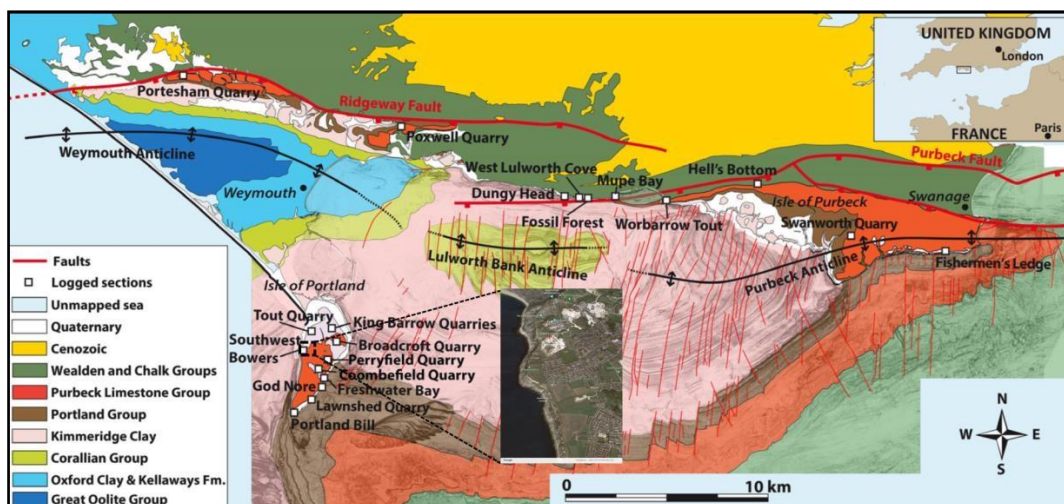 UNITED KINGDOM
London
FRANCE
Paris
Portesham Quarry
Ridgeway Fault
Poxwell Quarry
Weymouth Anticline
Weymouth
West Lulworth Cove
Mupe Bay
Hell's Bottom
Purbeck Fault
Dungy Head
Isle of Purbeck
Swanage
Fossil Forest
Worbarrow Tout
Swanworth Quarry
Lulworth Bank Anticline
Purbeck Anticline
Fishermen's Ledge
Isle of Portland
Tout Quarry
King Barrow Quarries
Southwest
Bowers
Broadcroft Quarry
Perryfield Quarry
Coombefield Quarry
God Nore
Freshwater Bay
Lawnshed Quarry
Portland Bill
Faults
Logged sections
Unmapped sea
Quaternary
Cenozoic
Wealden and Chalk Groups
Purbeck Limestone Group
Portland Group
Kimmeridge Clay
Corallian Group
Oxford Clay & Kellaways Fm.
Great Oolite Group
N
W
E
S
0
10 km